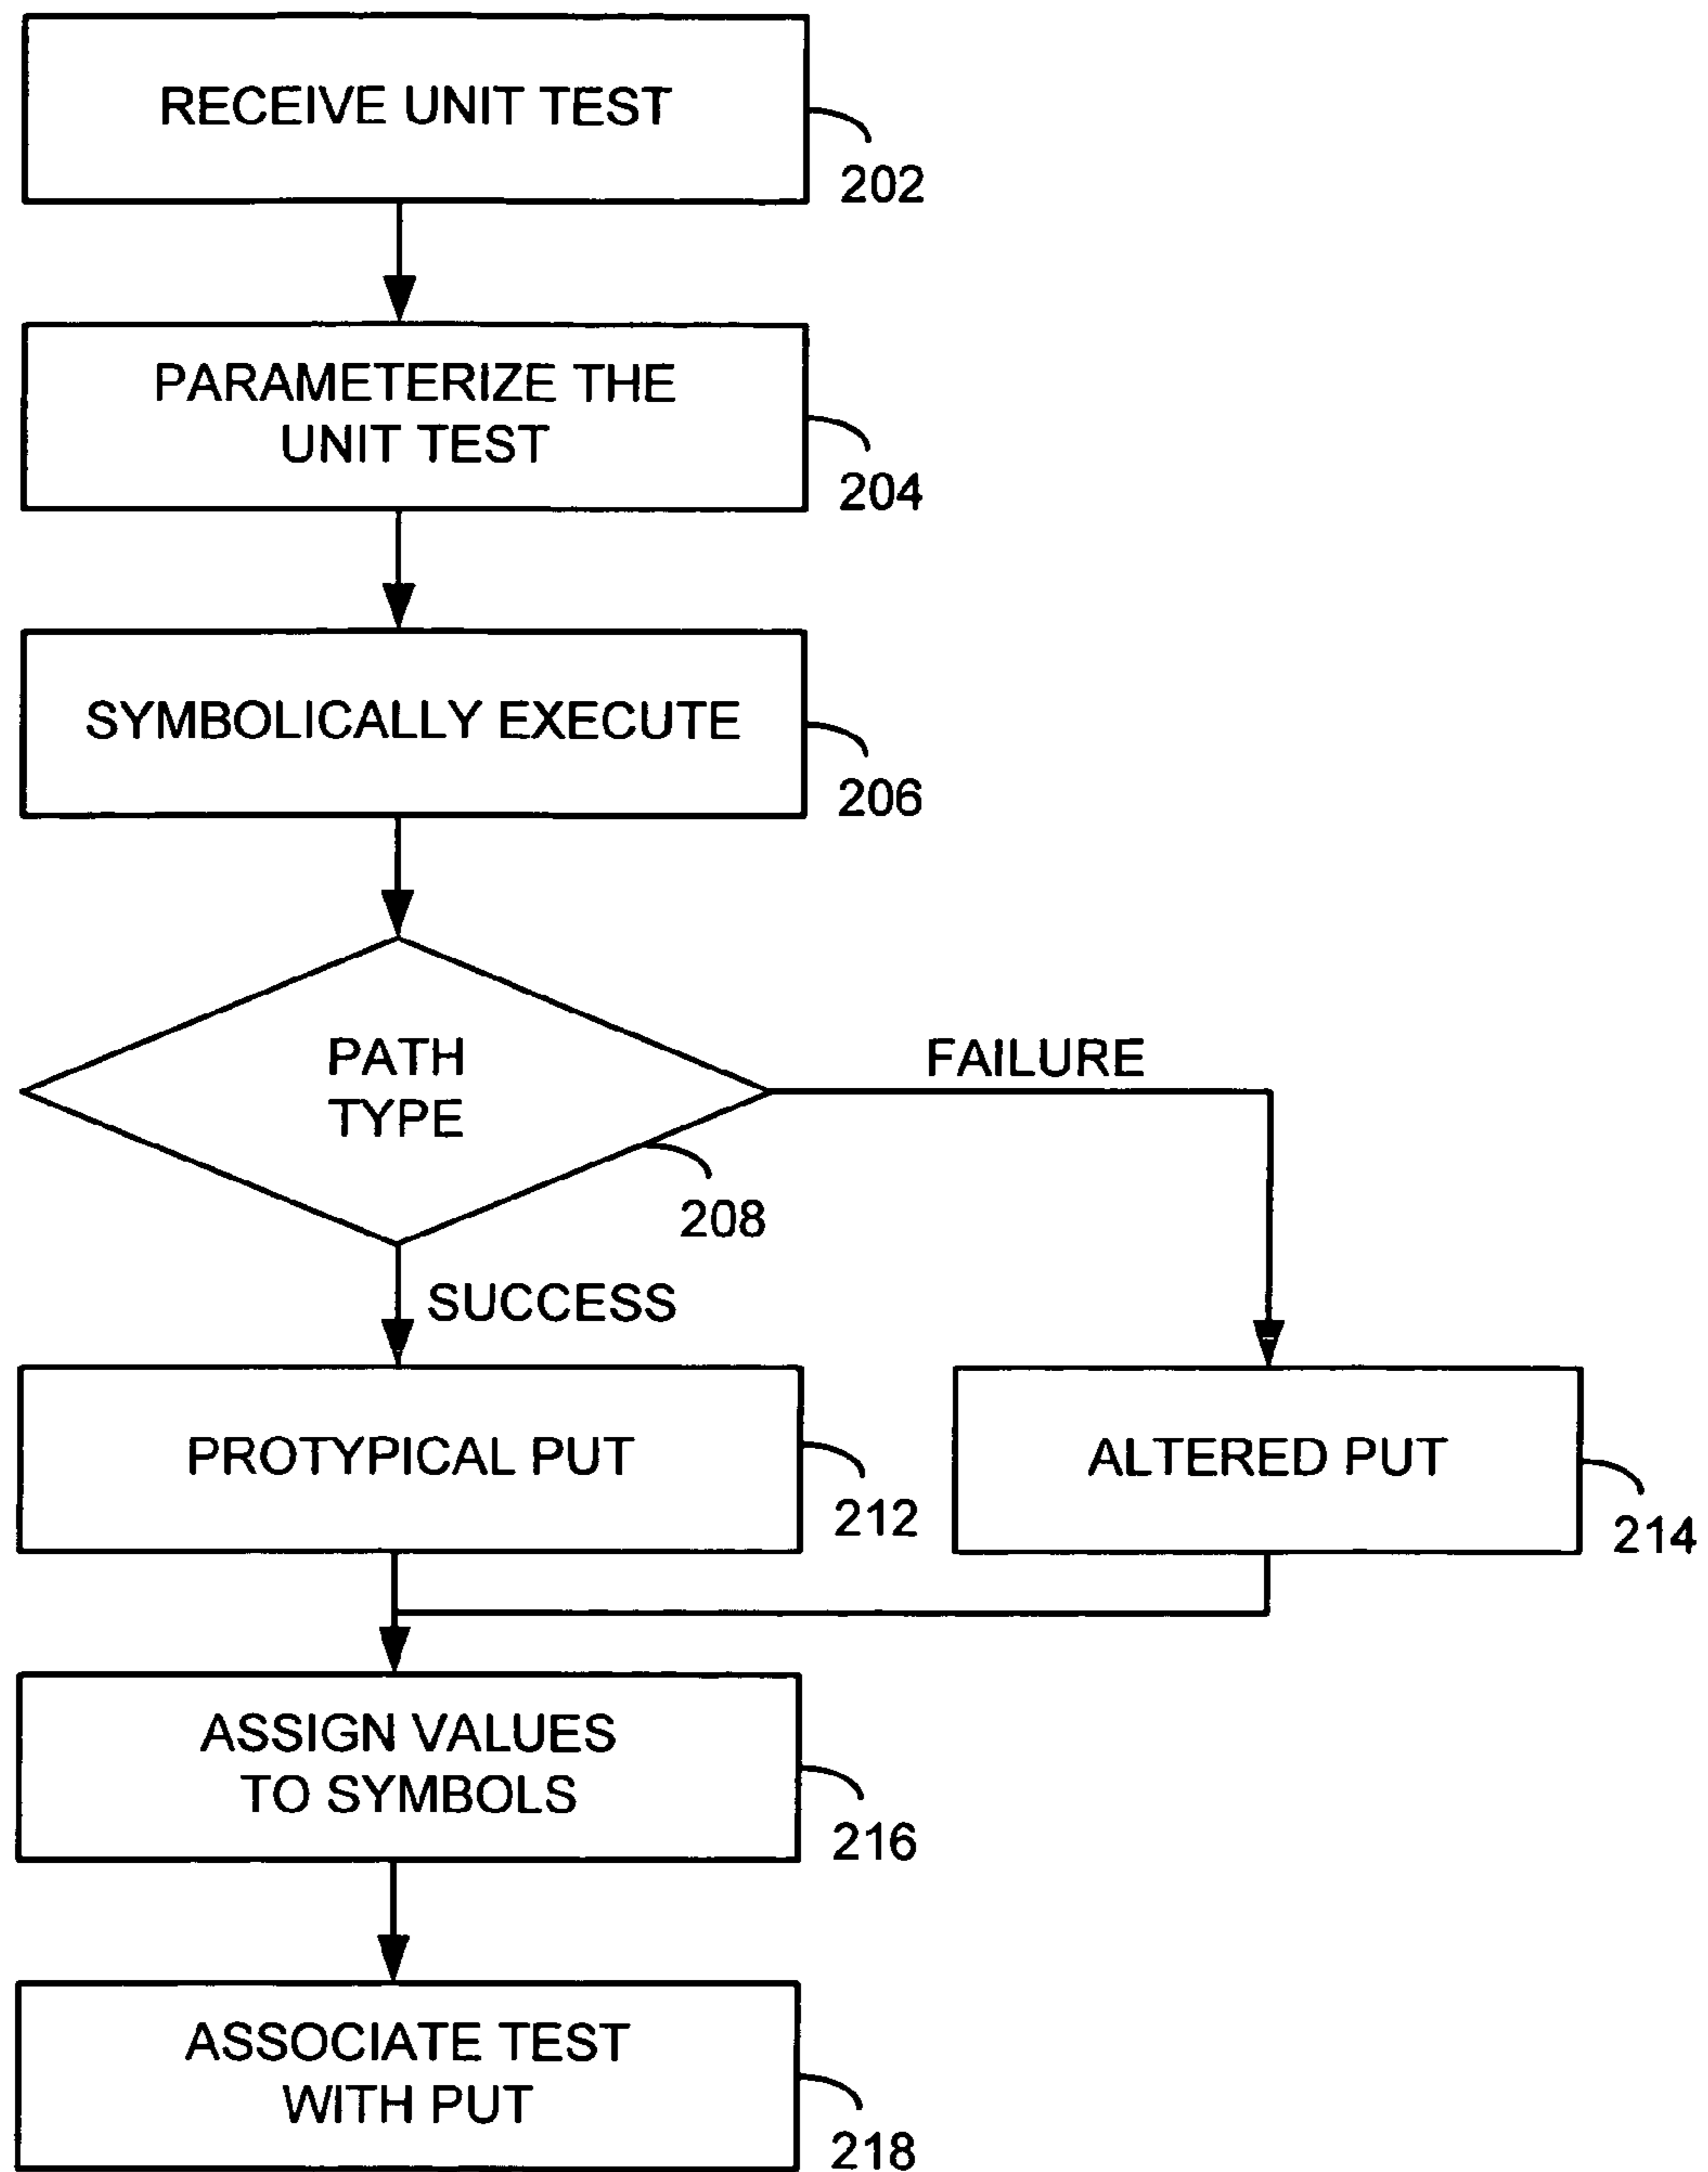 RECEIVE UNIT TEST
202
PARAMETERIZE THE
UNIT TEST
204
SYMBOLICALLY EXECUTE
206
PATH
TYPE
FAILURE
208
SUCCESS
PROTYPICAL PUT
212
ALTERED PUT
214
ASSIGN VALUES
TO SYMBOLS
216
ASSOCIATE TEST
WITH PUT
218